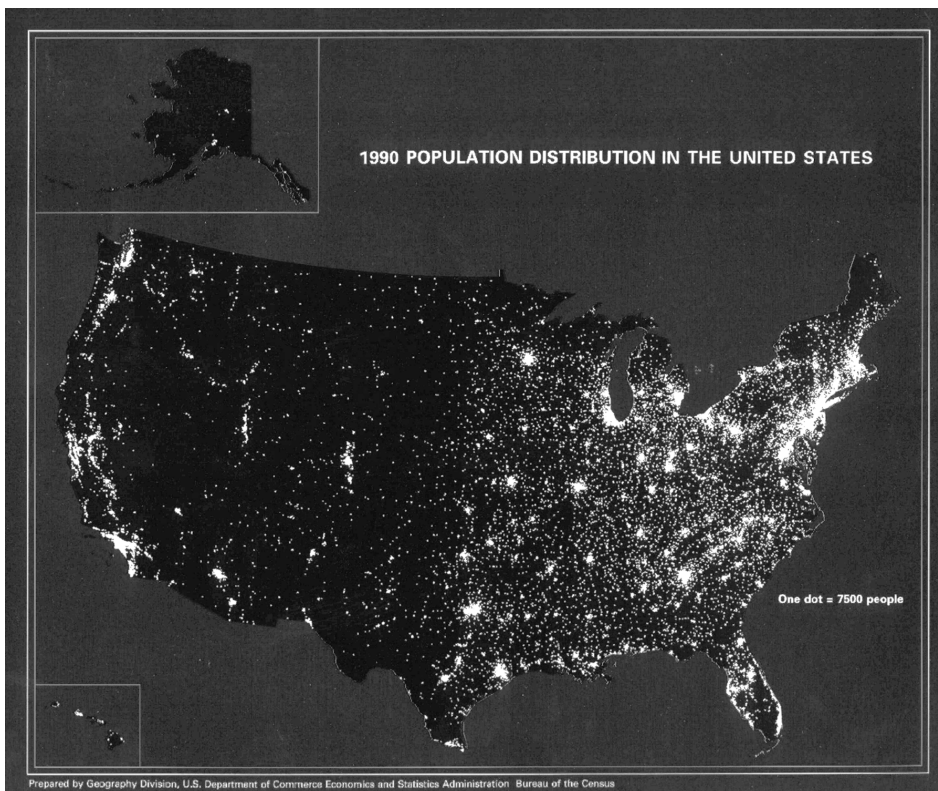 1990 POPULATION DISTRIBUTION IN THE UNITED STATES
One dot = 7500 people
Prepared by Geography Division, U.S. Department of Commerce Economics and Statistics Administration Bureau of the Census